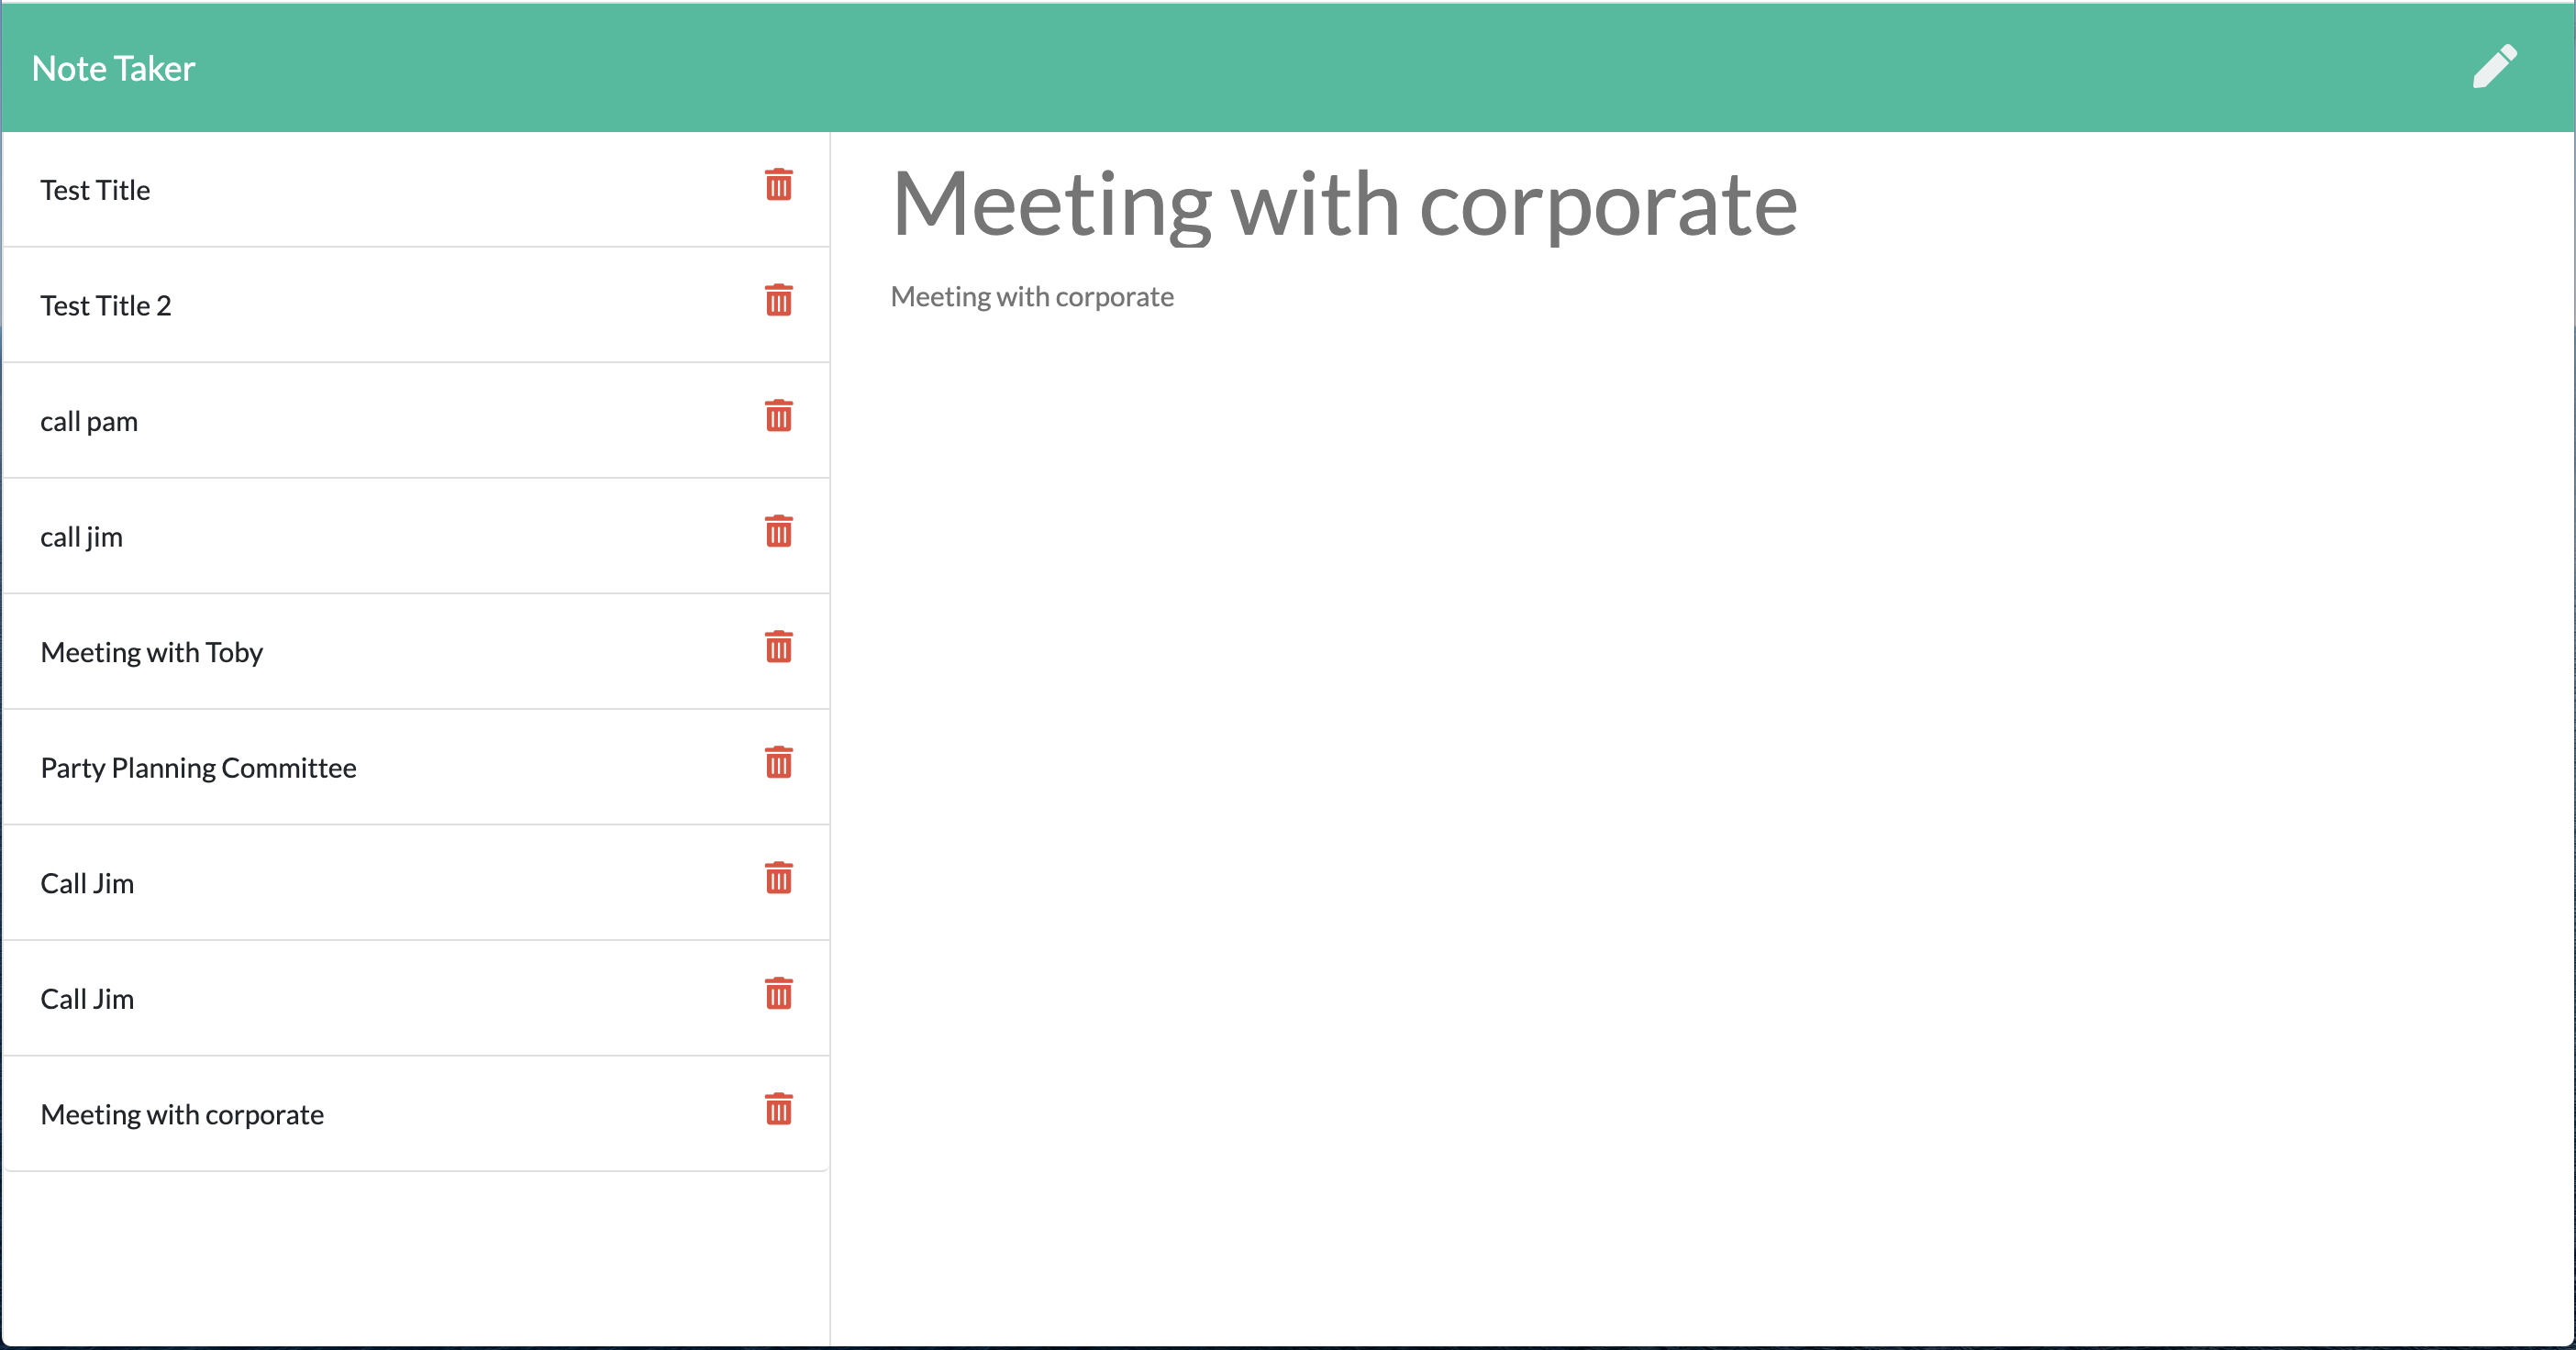 Note Taker
Test Title
Test Title 2
call pam
call jim
Meeting with Toby
Party Planning Committee
Call Jim
Call Jim
Meeting with corporate
Meeting with corporate
Meeting with corporate